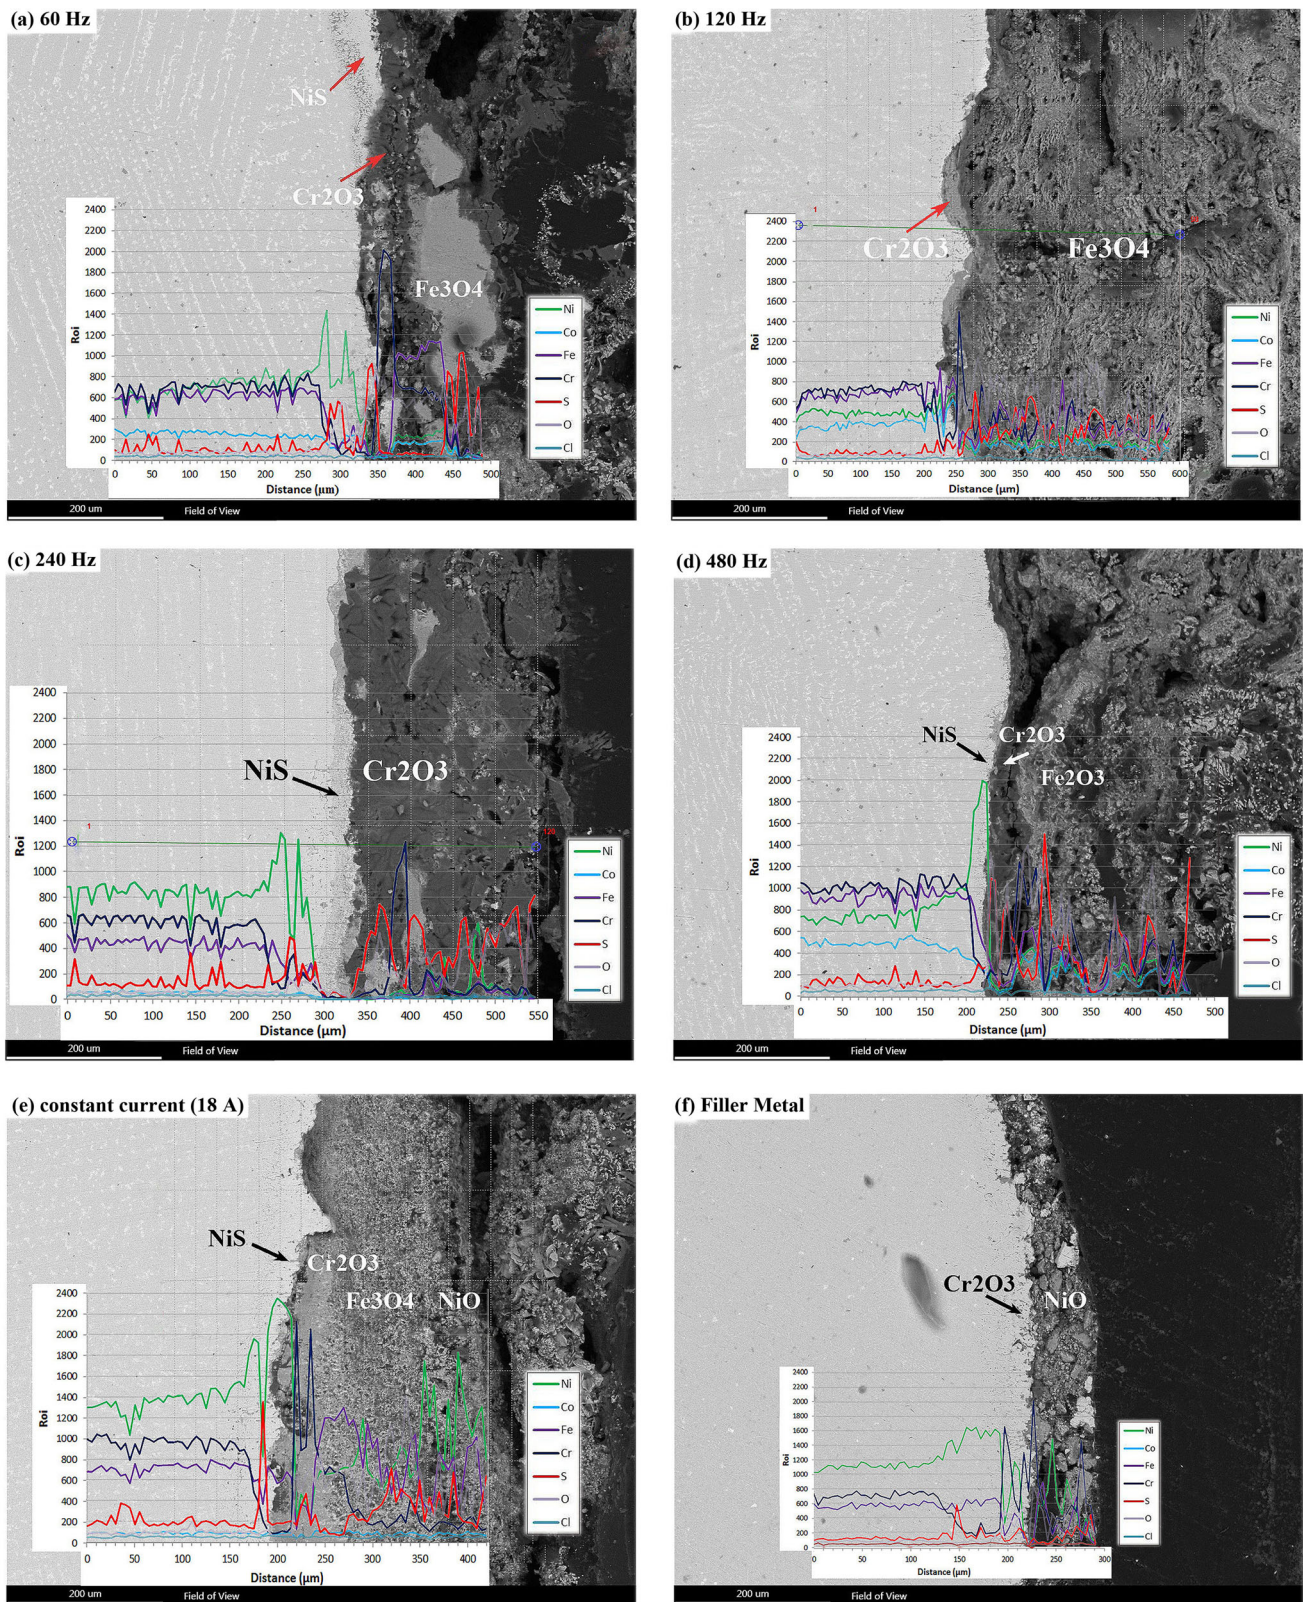 (a) 60 Hz
NiS
Cr2O3
Fe3O4
2400
2200
2000
1800
1600
1400
1200
1000
800
600
400
200
0
Roi
0 50 100 150 200 250 300 350 400 450 500
Distance (µm)
Ni
Co
Fe
Cr
S
O
Cl
200 um Field of View
(b) 120 Hz
Cr2O3
Fe3O4
1
2400
2200
2000
1800
1600
1400
1200
1000
800
600
400
200
0
Roi
0 50 100 150 200 250 300 350 400 450 500 550 600
Distance (µm)
Ni
Co
Fe
Cr
S
O
Cl
200 um Field of View
(c) 240 Hz
NiS
Cr2O3
1
120
2400
2200
2000
1800
1600
1400
1200
1000
800
600
400
200
0
Roi
0 50 100 150 200 250 300 350 400 450 500 550
Distance (µm)
Ni
Co
Fe
Cr
S
O
Cl
200 um Field of View
(d) 480 Hz
NiS
Cr2O3
Fe2O3
2400
2200
2000
1800
1600
1400
1200
1000
800
600
400
200
0
Roi
0 50 100 150 200 250 300 350 400 450 500
Distance (µm)
Ni
Co
Fe
Cr
S
O
Cl
200 um Field of View
(e) constant current (18 A)
NiS
Cr2O3
Fe3O4
NiO
2400
2200
2000
1800
1600
1400
1200
1000
800
600
400
200
0
Roi
0 50 100 150 200 250 300 350 400
Distance (µm)
Ni
Co
Fe
Cr
S
O
Cl
200 um Field of View
(f) Filler Metal
Cr2O3
NiO
2400
2200
2000
1800
1600
1400
1200
1000
800
600
400
200
0
Roi
0 50 100 150 200 250 300
Distance (µm)
Ni
Co
Fe
Cr
S
O
Cl
200 um Field of View